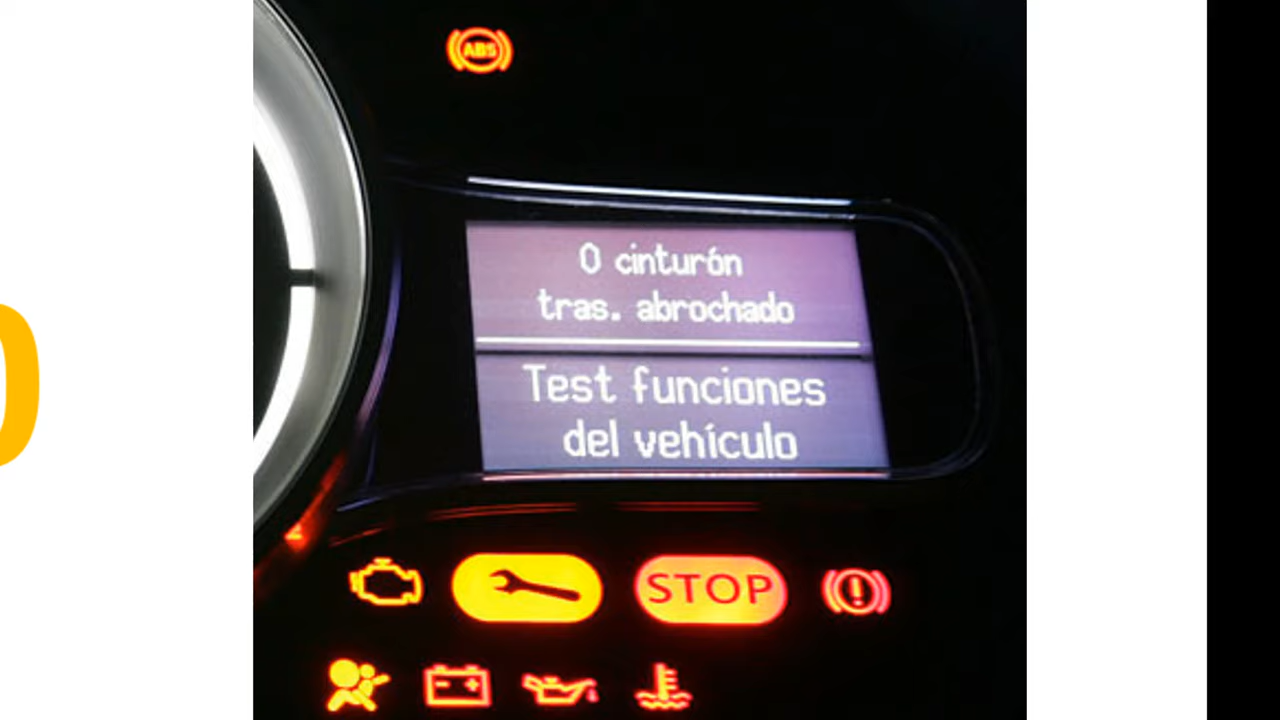 ABS
0 cinturón
tras. abrochado
Test funciones
del vehículo
STOP